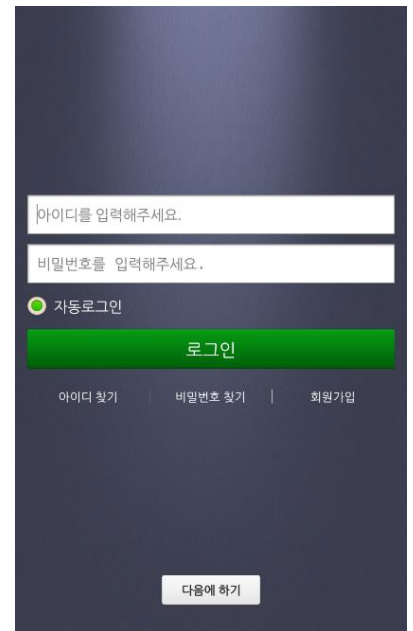 아이디를 입력해주세요.
비밀번호를 입력해주세요.
자동로그인
로그인
아이디 찾기 | 비밀번호 찾기 | 회원가입
다음에 하기